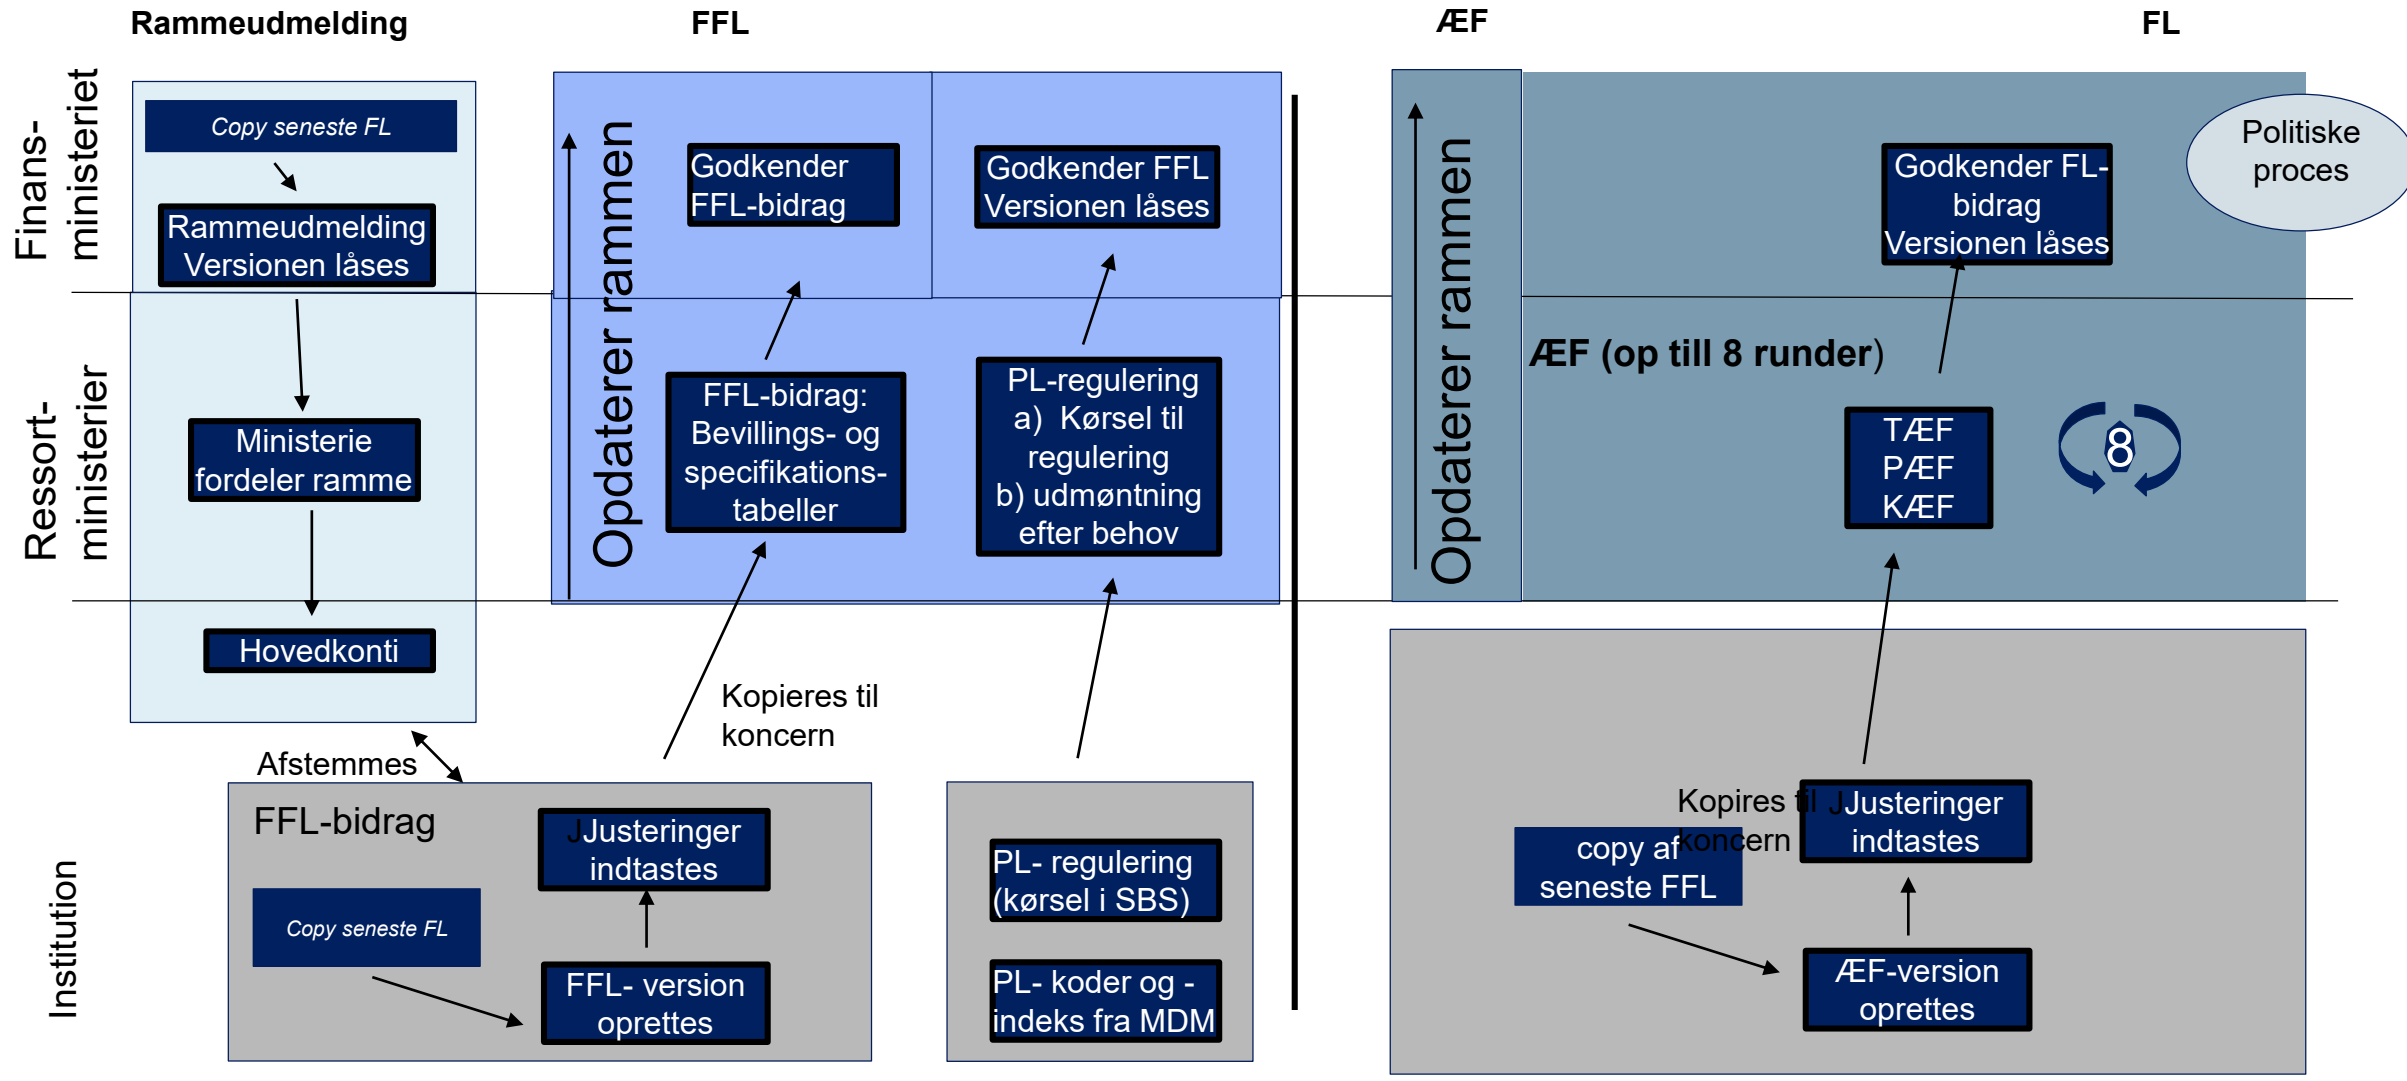 Rammeudmelding
FFL
ÆF
FL
Finans-
ministeriet
Ressort-
ministerier
Institution
Copy seneste FL
Rammeudmelding
Versionen låses
Ministerie
fordeler ramme
Hovedkonti
Afstemmes
Opdaterer rammen
Godkender
FFL-bidrag
Godkender FFL
Versionen låses
FFL-bidrag:
Bevillings- og
specifikations-
tabeller
PL-regulering
a) Kørsel til
regulering
b) udmøntning
efter behov
Kopieres til
koncern
FFL-bidrag
JJusteringer
indtastes
Copy seneste FL
FFL- version
oprettes
PL- regulering
(kørsel i SBS)
PL- koder og -
indeks fra MDM
Opdaterer rammen
Godkender FL-
bidrag
Versionen låses
Politiske
proces
ÆF (op till 8 runder)
TÆF
PÆF
KÆF
8
Kopires til
koncern
JJusteringer
indtastes
copy af
seneste FFL
ÆF-version
oprettes